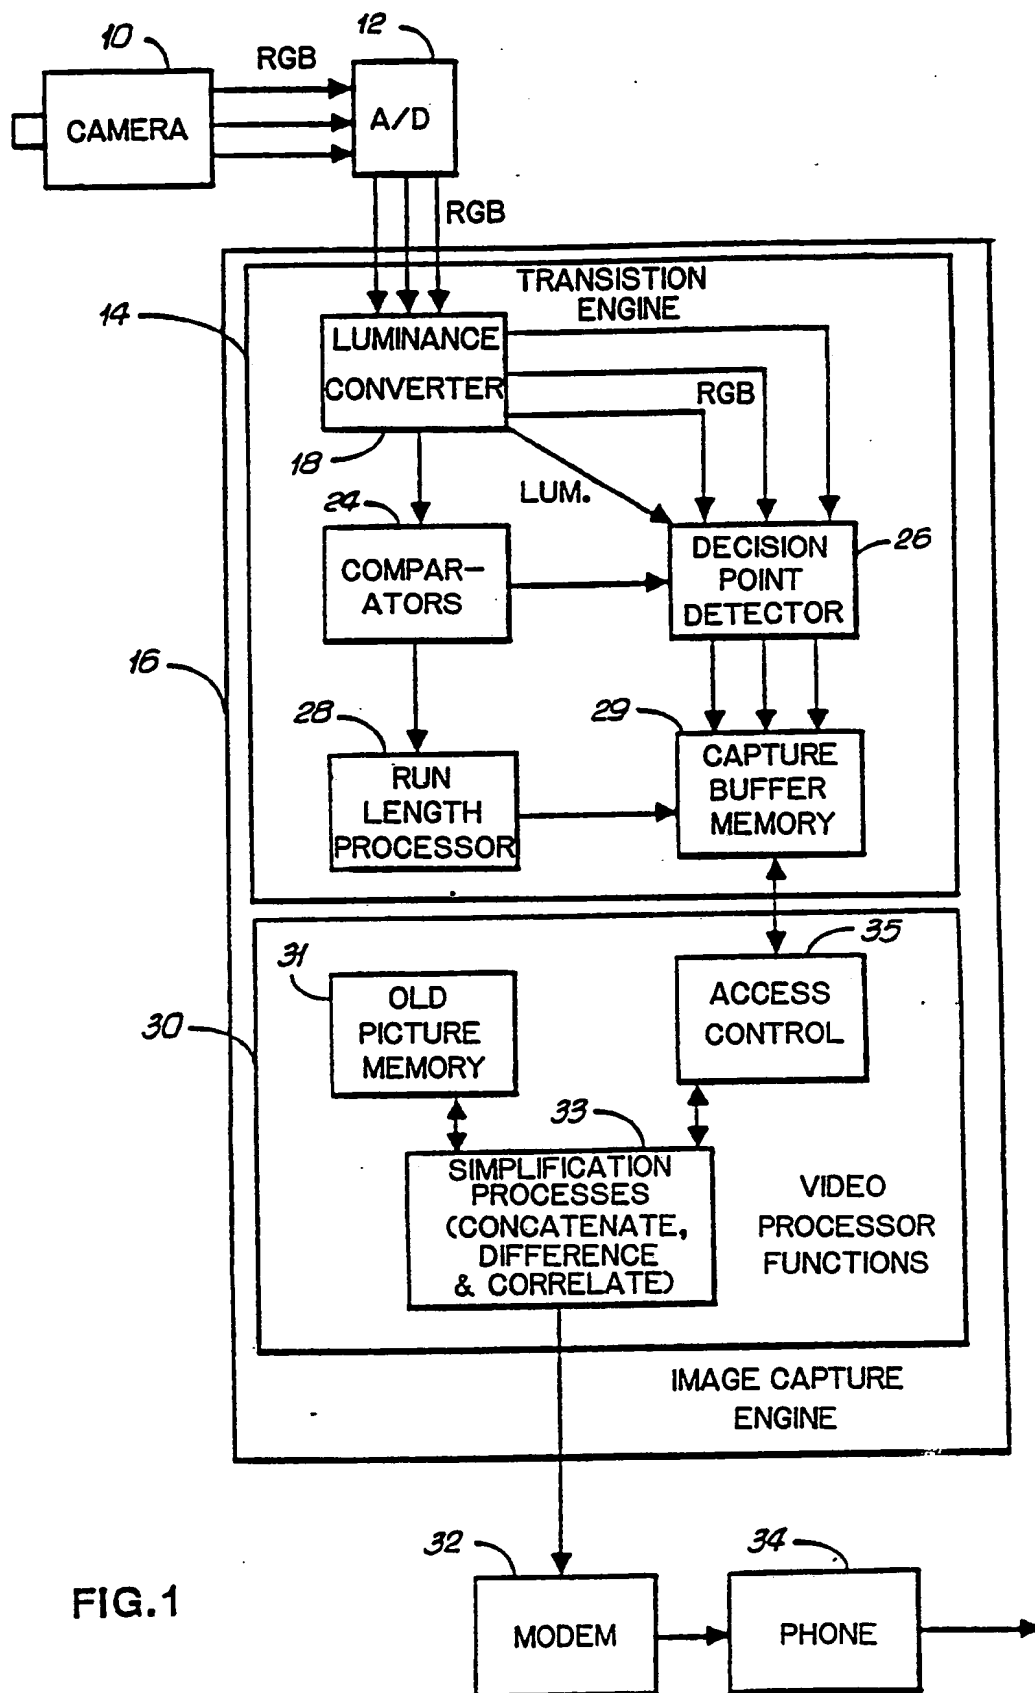 10
12
RGB
CAMERA
A/D
RGB
TRANSISTION
ENGINE
14
LUMINANCE
CONVERTER
RGB
18
LUM.
24
26
COMPAR-
ATORS
DECISION
POINT
DETECTOR
16
28
29
RUN
LENGTH
PROCESSOR
CAPTURE
BUFFER
MEMORY
31
35
OLD
PICTURE
MEMORY
ACCESS
CONTROL
30
33
SIMPLIFICATION
PROCESSES
(CONCATENATE,
DIFFERENCE
& CORRELATE)
VIDEO
PROCESSOR
FUNCTIONS
IMAGE CAPTURE
ENGINE
32
34
MODEM
PHONE
FIG.1